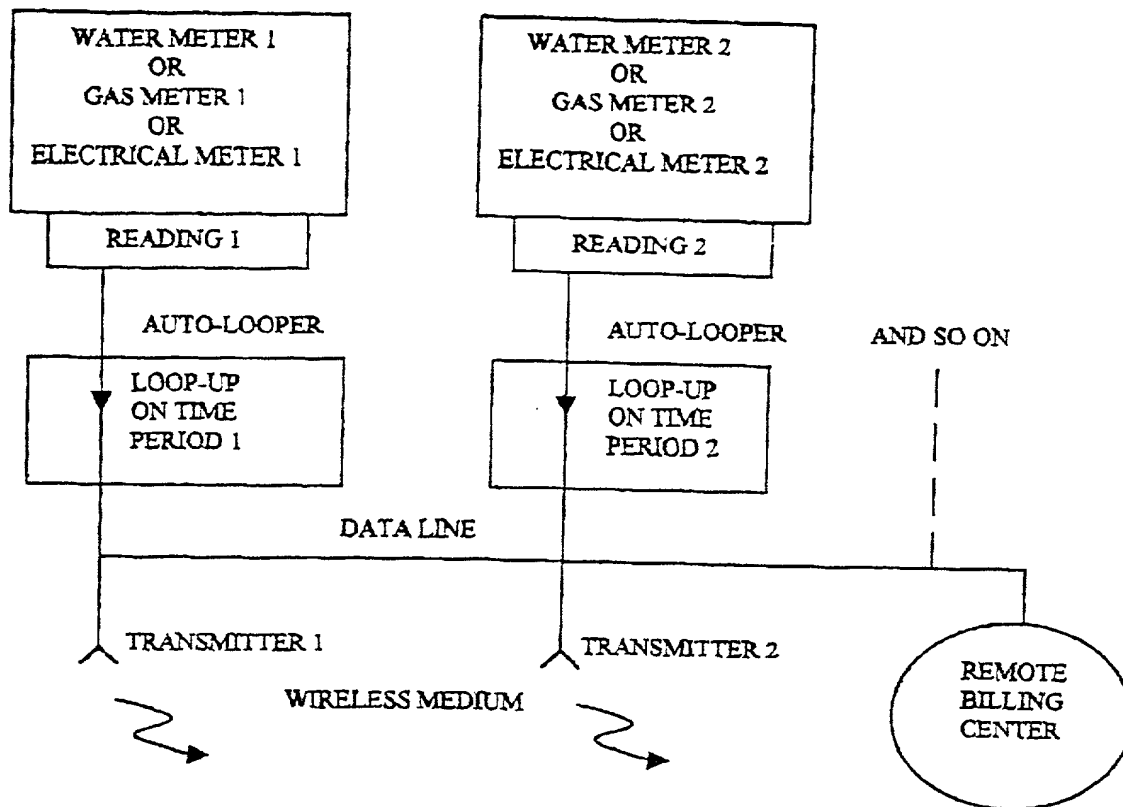 WATER METER 1
OR
GAS METER 1
OR
ELECTRICAL METER 1
READING 1
WATER METER 2
OR
GAS METER 2
OR
ELECTRICAL METER 2
READING 2
AUTO-LOOPER
LOOP-UP
ON TIME
PERIOD 1
AUTO-LOOPER
LOOP-UP
ON TIME
PERIOD 2
AND SO ON
DATA LINE
TRANSMITTER 1
TRANSMITTER 2
WIRELESS MEDIUM
REMOTE
BILLING
CENTER